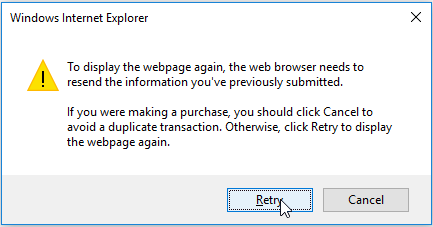 Windows Internet Explorer
To display the webpage again, the web browser needs to
resend the information you've previously submitted.
If you were making a purchase, you should click Cancel to
avoid a duplicate transaction. Otherwise, click Retry to display
the webpage again.
Retry
Cancel